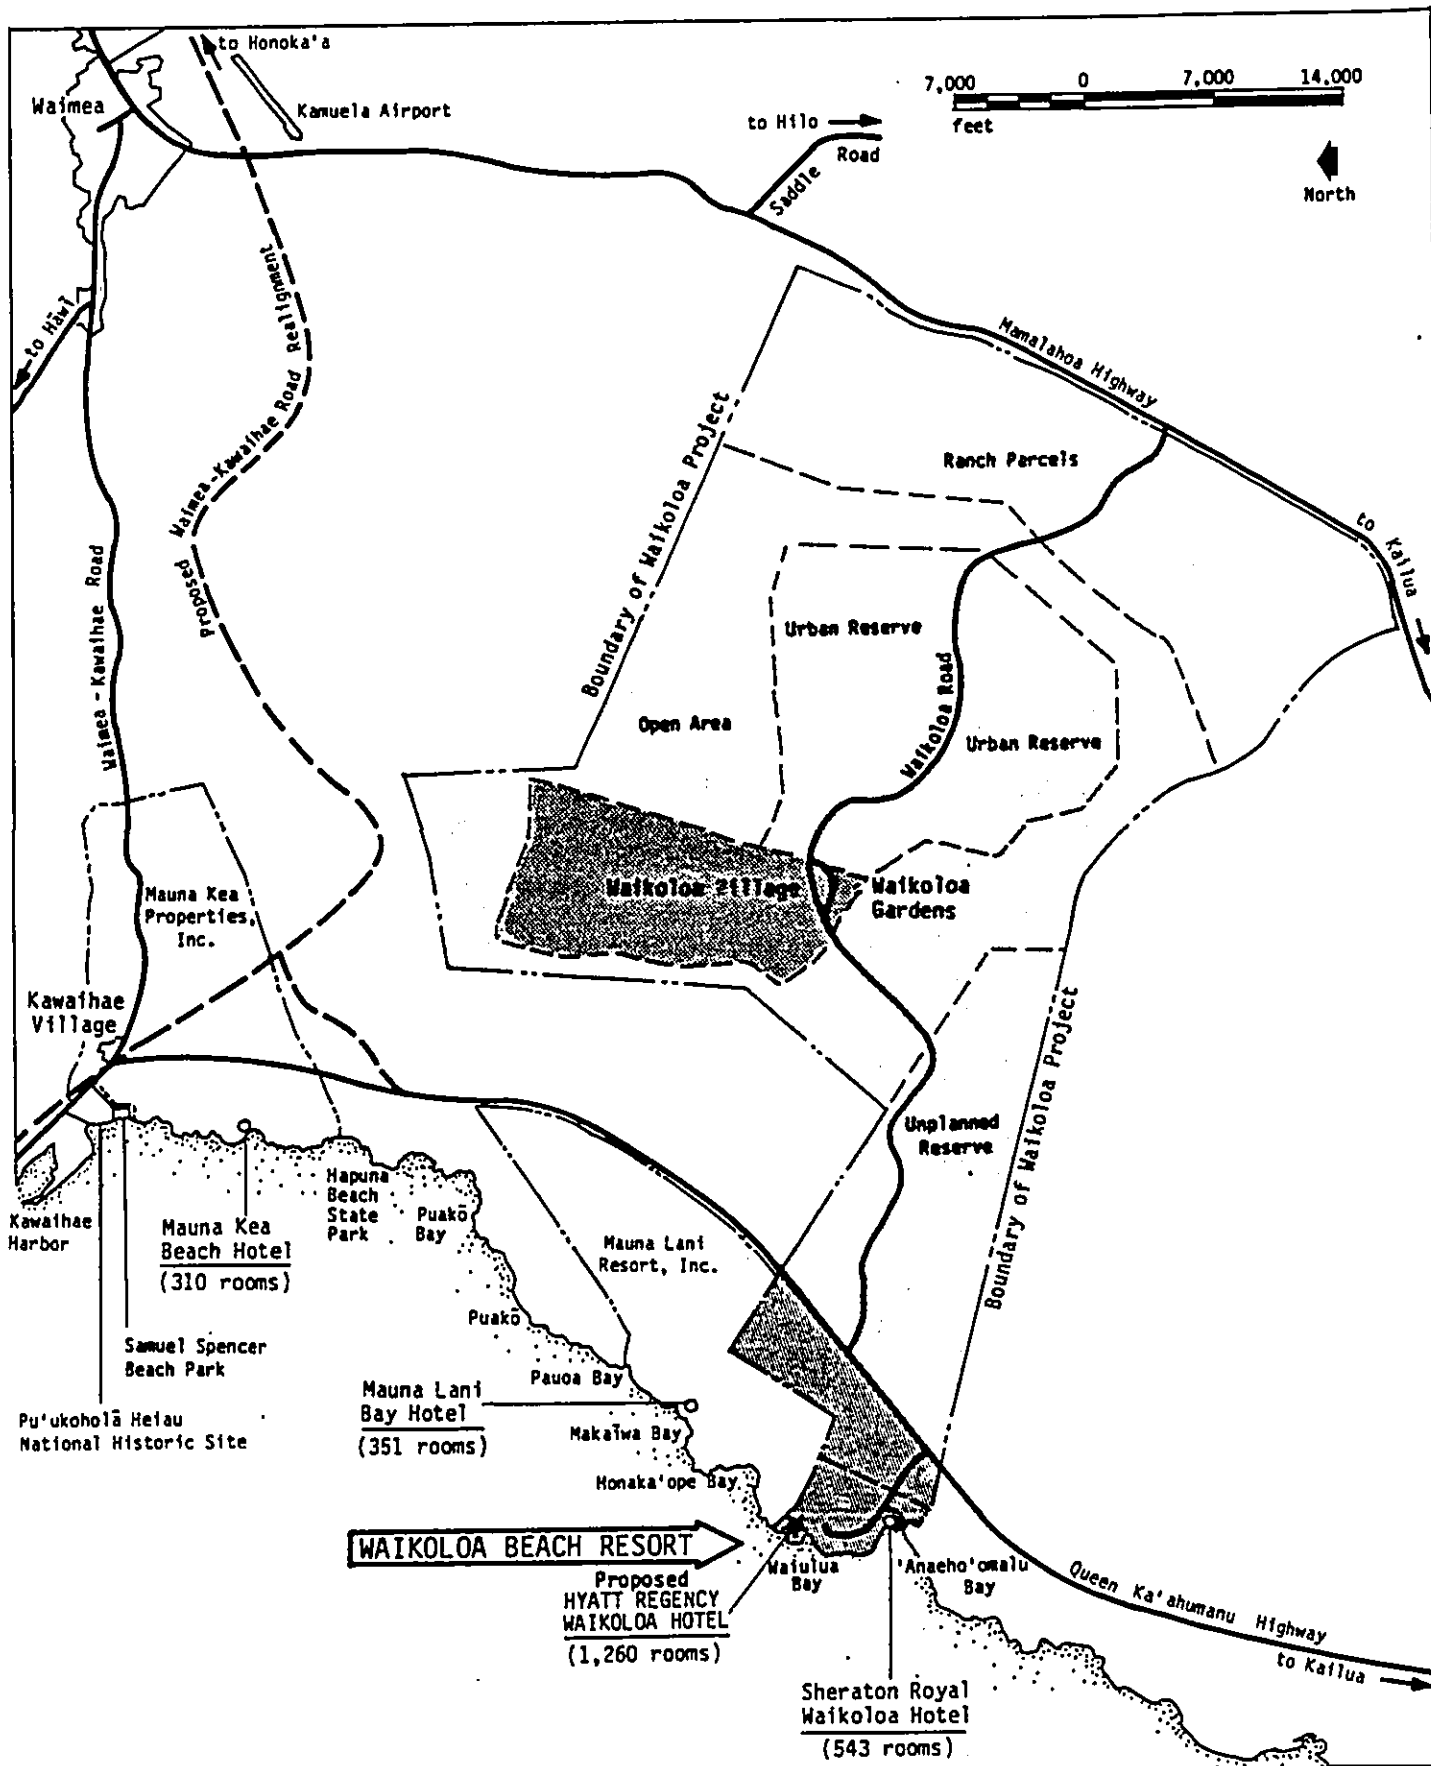 to Honoka'a
Kamuela Airport
Waimea
7,000 0 7,000 14,000
feet
North
to Hilo
Road
Saddle
to Hāwī
Proposed Waimea-Kawaihae Road Realignment
Waimea-Kawaihae Road
Mamalahoa Highway
to Kailua
Boundary of Waikoloa Project
Ranch Parcels
Urban Reserve
Waikoloa Road
Open Area
Urban Reserve
Waikoloa Village
Waikoloa
Gardens
Mauna Kea
Properties,
Inc.
Kawaihae
Village
Unplanned
Reserve
Boundary of Waikoloa Project
Kawaihae
Harbor
Mauna Kea
Beach Hotel
(310 rooms)
Hapuna
Beach
State
Park
Puakō
Bay
Mauna Lani
Resort, Inc.
Puakō
Samuel Spencer
Beach Park
Pu'ukoholā Heiau
National Historic Site
Pauoa Bay
Mauna Lani
Bay Hotel
(351 rooms)
Makaīwa Bay
Honaka'ope Bay
WAIKOLOA BEACH RESORT
Waiulua
Bay
'Anaeho'omalu
Bay
Proposed
HYATT REGENCY
WAIKOLOA HOTEL
(1,260 rooms)
Queen Ka'ahumanu Highway
to Kailua
Sheraton Royal
Waikoloa Hotel
(543 rooms)